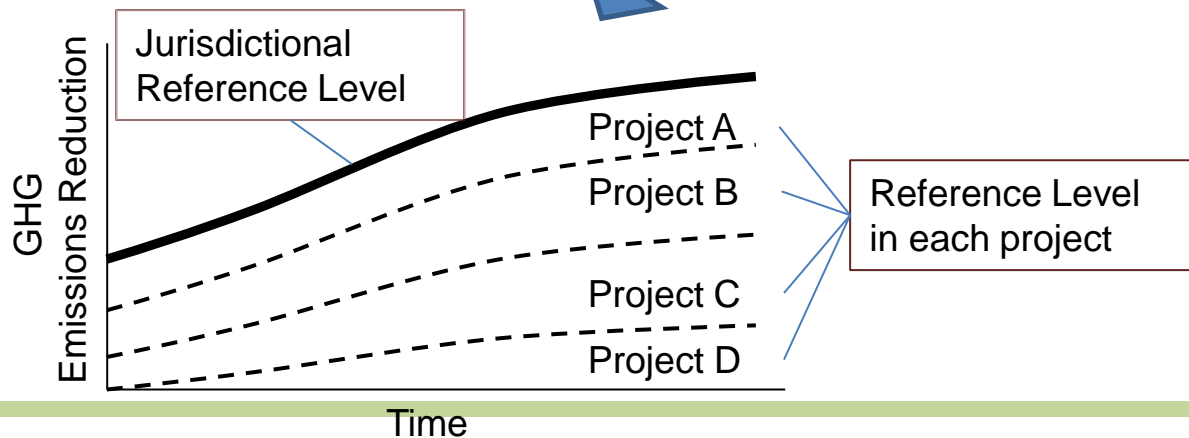 Jurisdictional
Reference Level
GHG
Emissions Reduction
Project A
Project B
Project C
Project D
Reference Level
in each project
Time